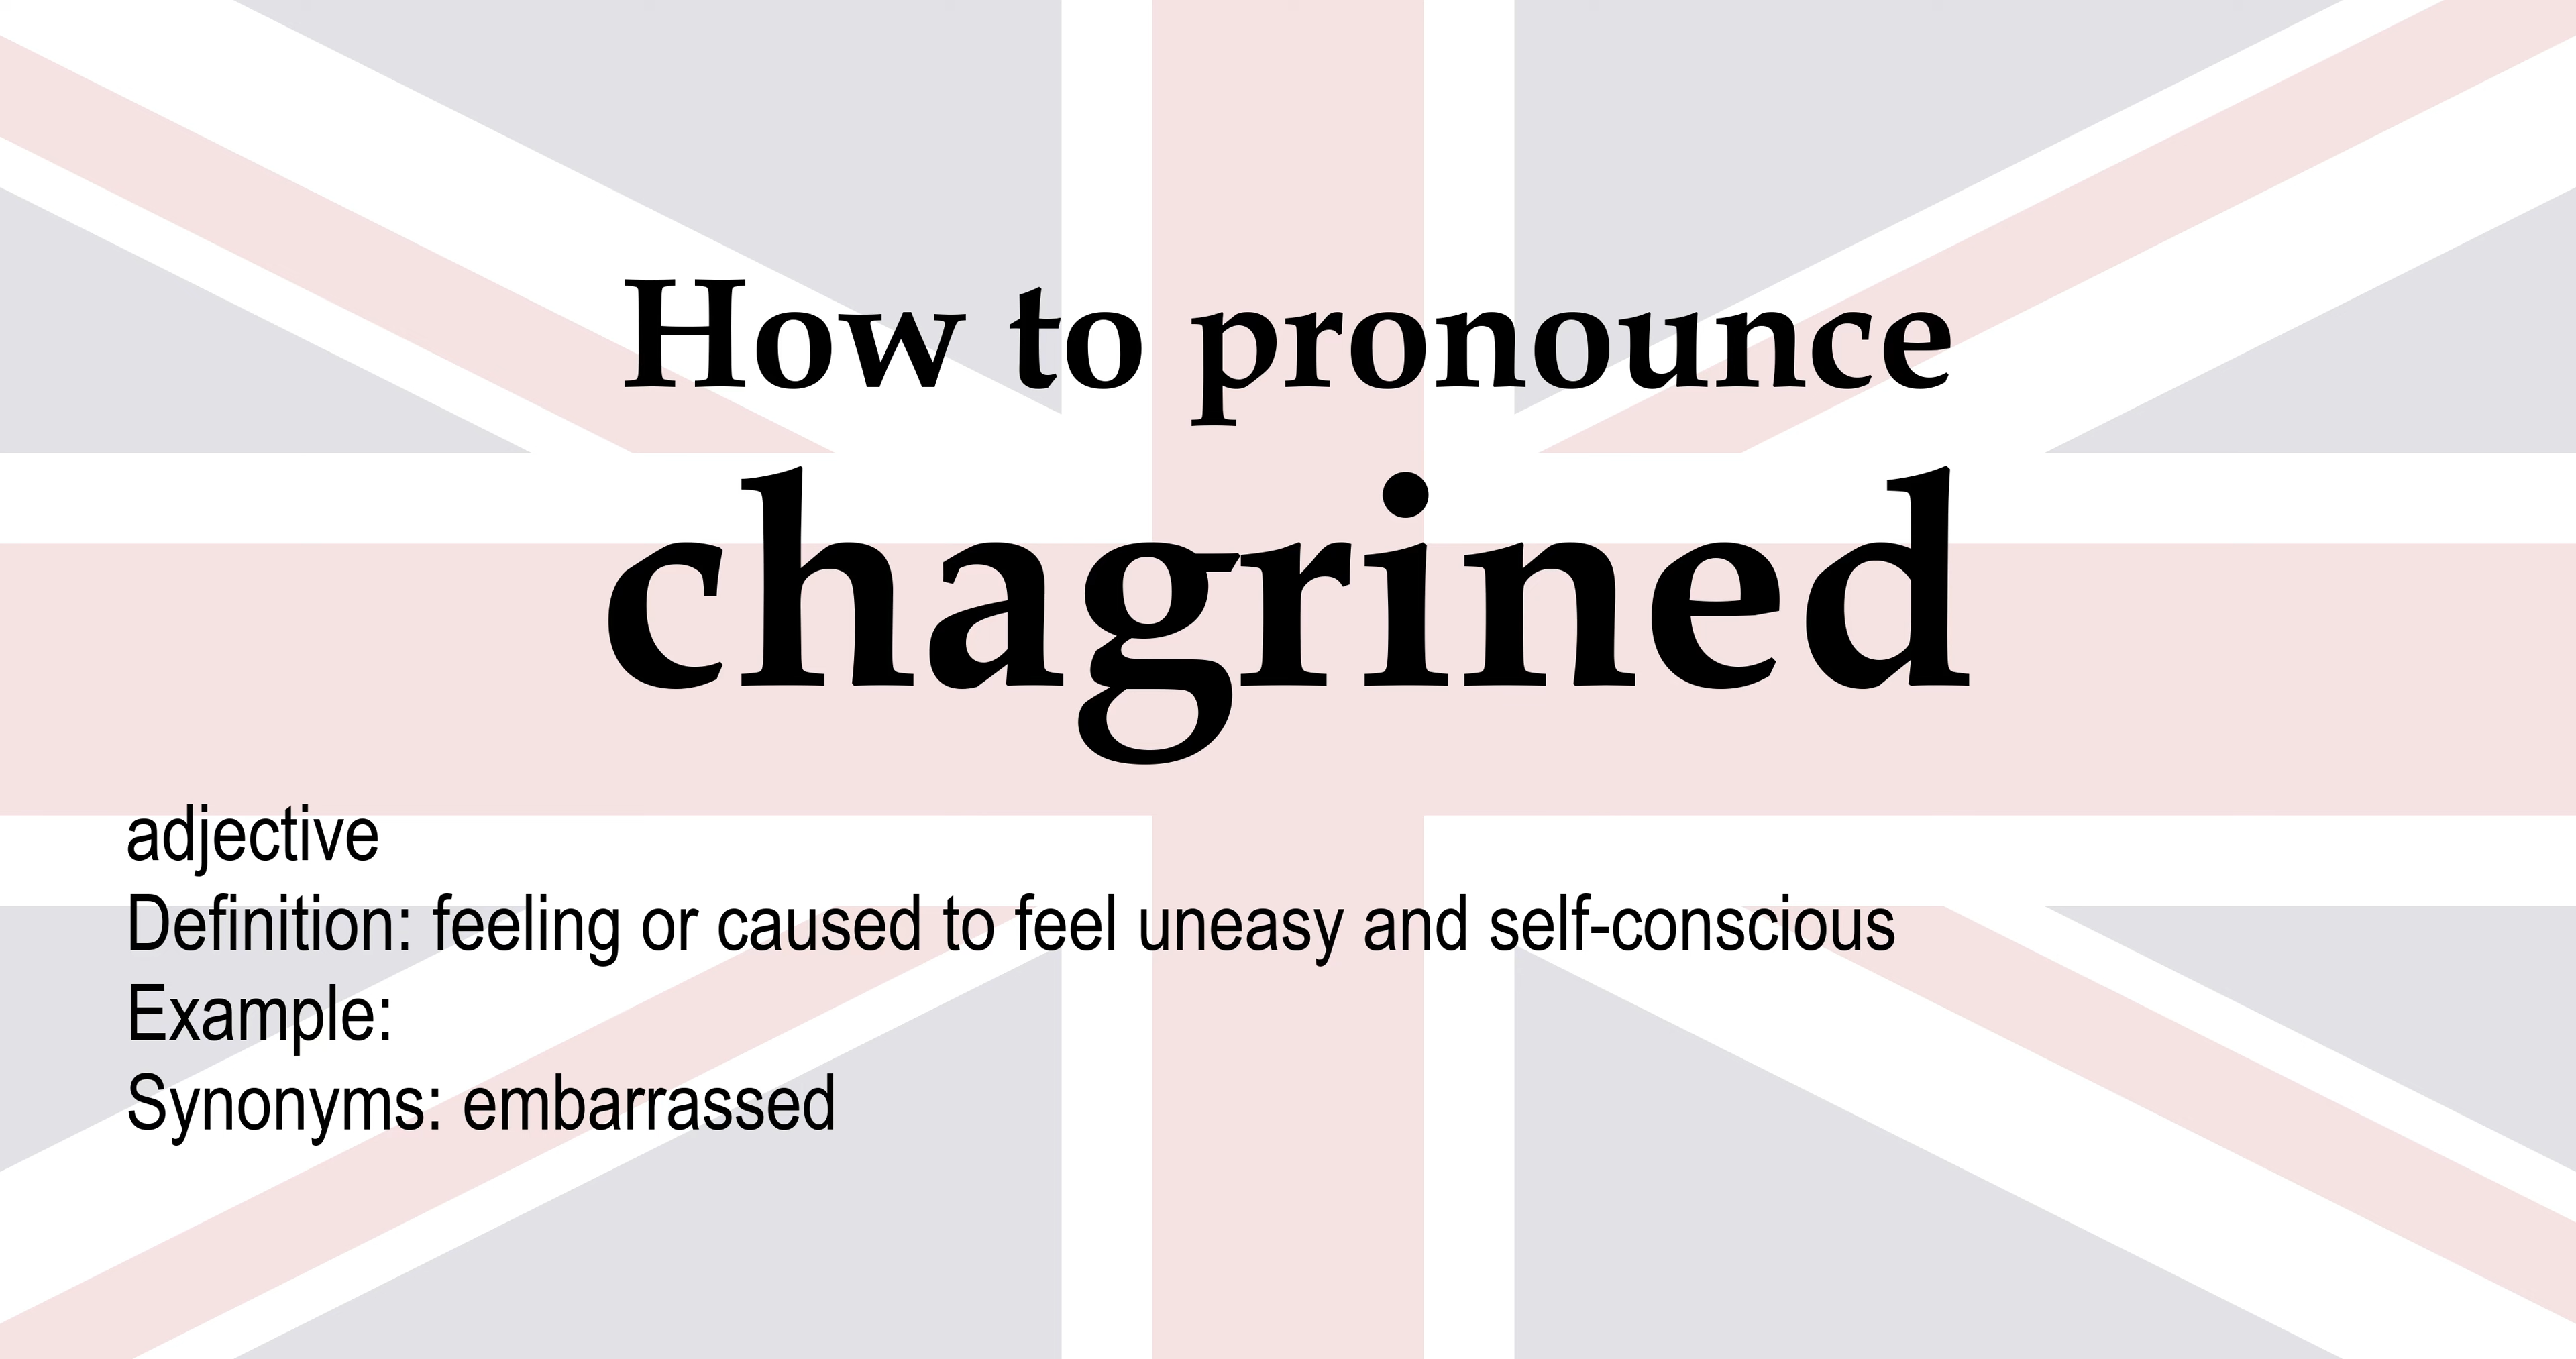 How to pronounce
chagrined
adjective
Definition: feeling or caused to feel uneasy and self-conscious
Example:
Synonyms: embarrassed